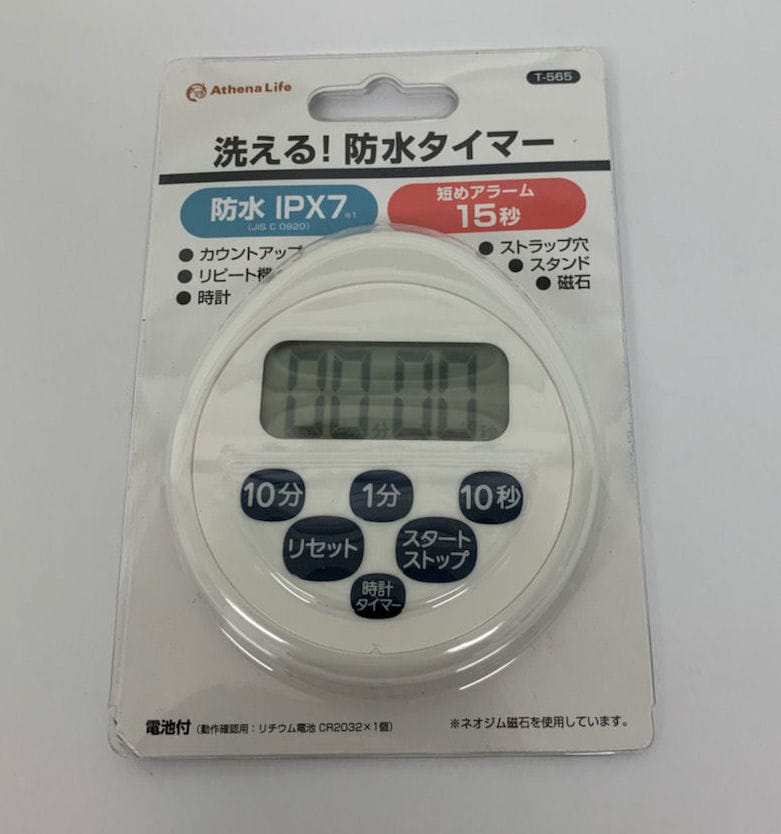 Athena Life
T-565
洗える！防水タイマー
防水 IPX7 ※1
(JIS C 0920)
短めアラーム
15秒
● カウントアップ
● リピート機
● 時計
● ストラップ穴
● スタンド
● 磁石
00分00秒
10分
1分
10秒
リセット
スタート
ストップ
時計
タイマー
電池付（動作確認用：リチウム電池 CR2032×1個）
※ネオジム磁石を使用しています。